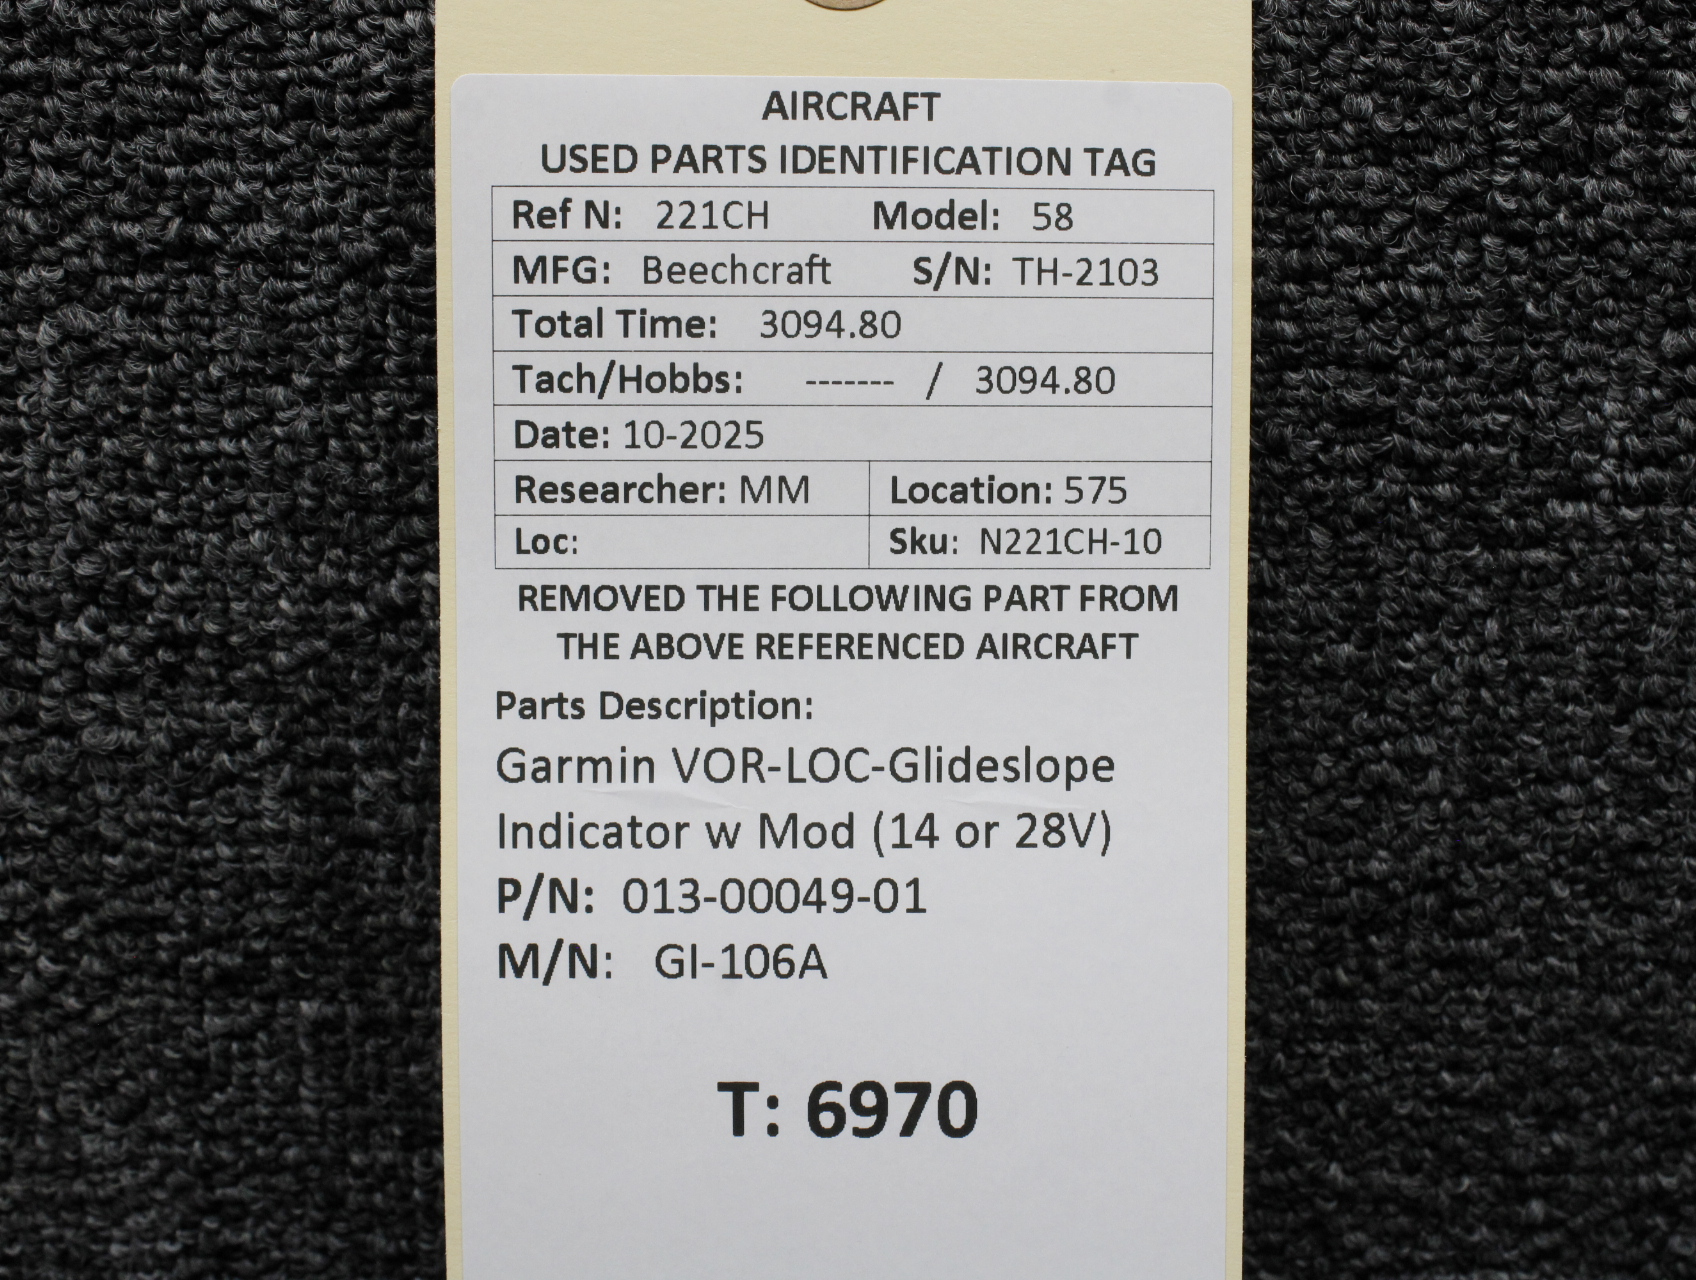 AIRCRAFT
USED PARTS IDENTIFICATION TAG
Ref N: 221CH Model: 58
MFG: Beechcraft S/N: TH-2103
Total Time: 3094.80
Tach/Hobbs: ------- / 3094.80
Date: 10-2025
Researcher: MM Location: 575
Loc: Sku: N221CH-10
REMOVED THE FOLLOWING PART FROM
THE ABOVE REFERENCED AIRCRAFT
Parts Description:
Garmin VOR-LOC-Glideslope
Indicator w Mod (14 or 28V)
P/N: 013-00049-01
M/N: GI-106A
T: 6970